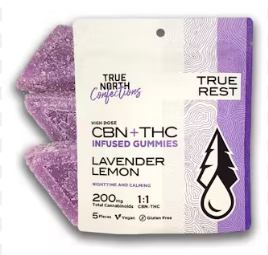 TRUE
NORTH
Confections
TRUE
REST
HIGH DOSE
CBN+THC
INFUSED GUMMIES
LAVENDER
LEMON
NIGHTTIME AND CALMING
200mg 1:1
Total Cannabinoids CBN:THC
5 Pieces Vegan Gluten Free